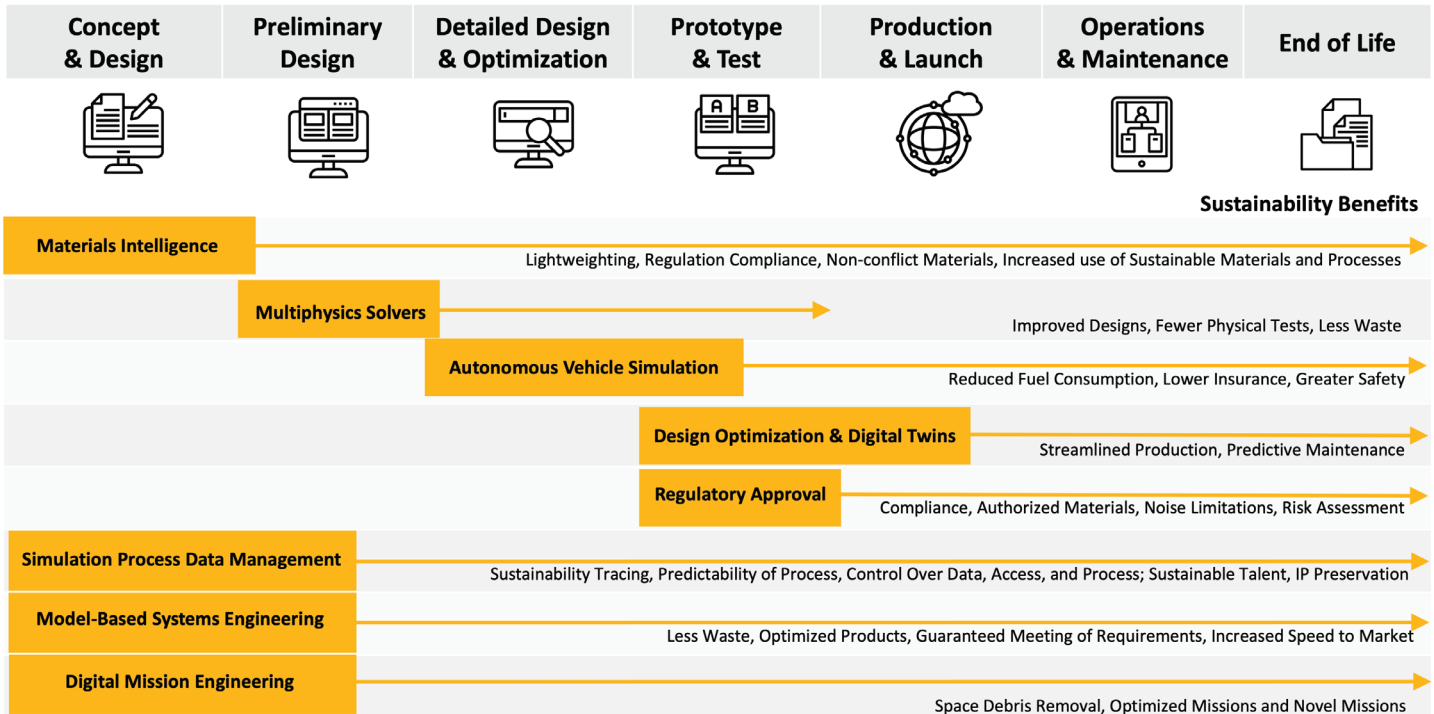 Concept
& Design
Preliminary
Design
Detailed Design
& Optimization
Prototype
& Test
Production
& Launch
Operations
& Maintenance
End of Life
A B
Sustainability Benefits
Materials Intelligence
Lightweighting, Regulation Compliance, Non-conflict Materials, Increased use of Sustainable Materials and Processes
Multiphysics Solvers
Improved Designs, Fewer Physical Tests, Less Waste
Autonomous Vehicle Simulation
Reduced Fuel Consumption, Lower Insurance, Greater Safety
Design Optimization & Digital Twins
Streamlined Production, Predictive Maintenance
Regulatory Approval
Compliance, Authorized Materials, Noise Limitations, Risk Assessment
Simulation Process Data Management
Sustainability Tracing, Predictability of Process, Control Over Data, Access, and Process; Sustainable Talent, IP Preservation
Model-Based Systems Engineering
Less Waste, Optimized Products, Guaranteed Meeting of Requirements, Increased Speed to Market
Digital Mission Engineering
Space Debris Removal, Optimized Missions and Novel Missions